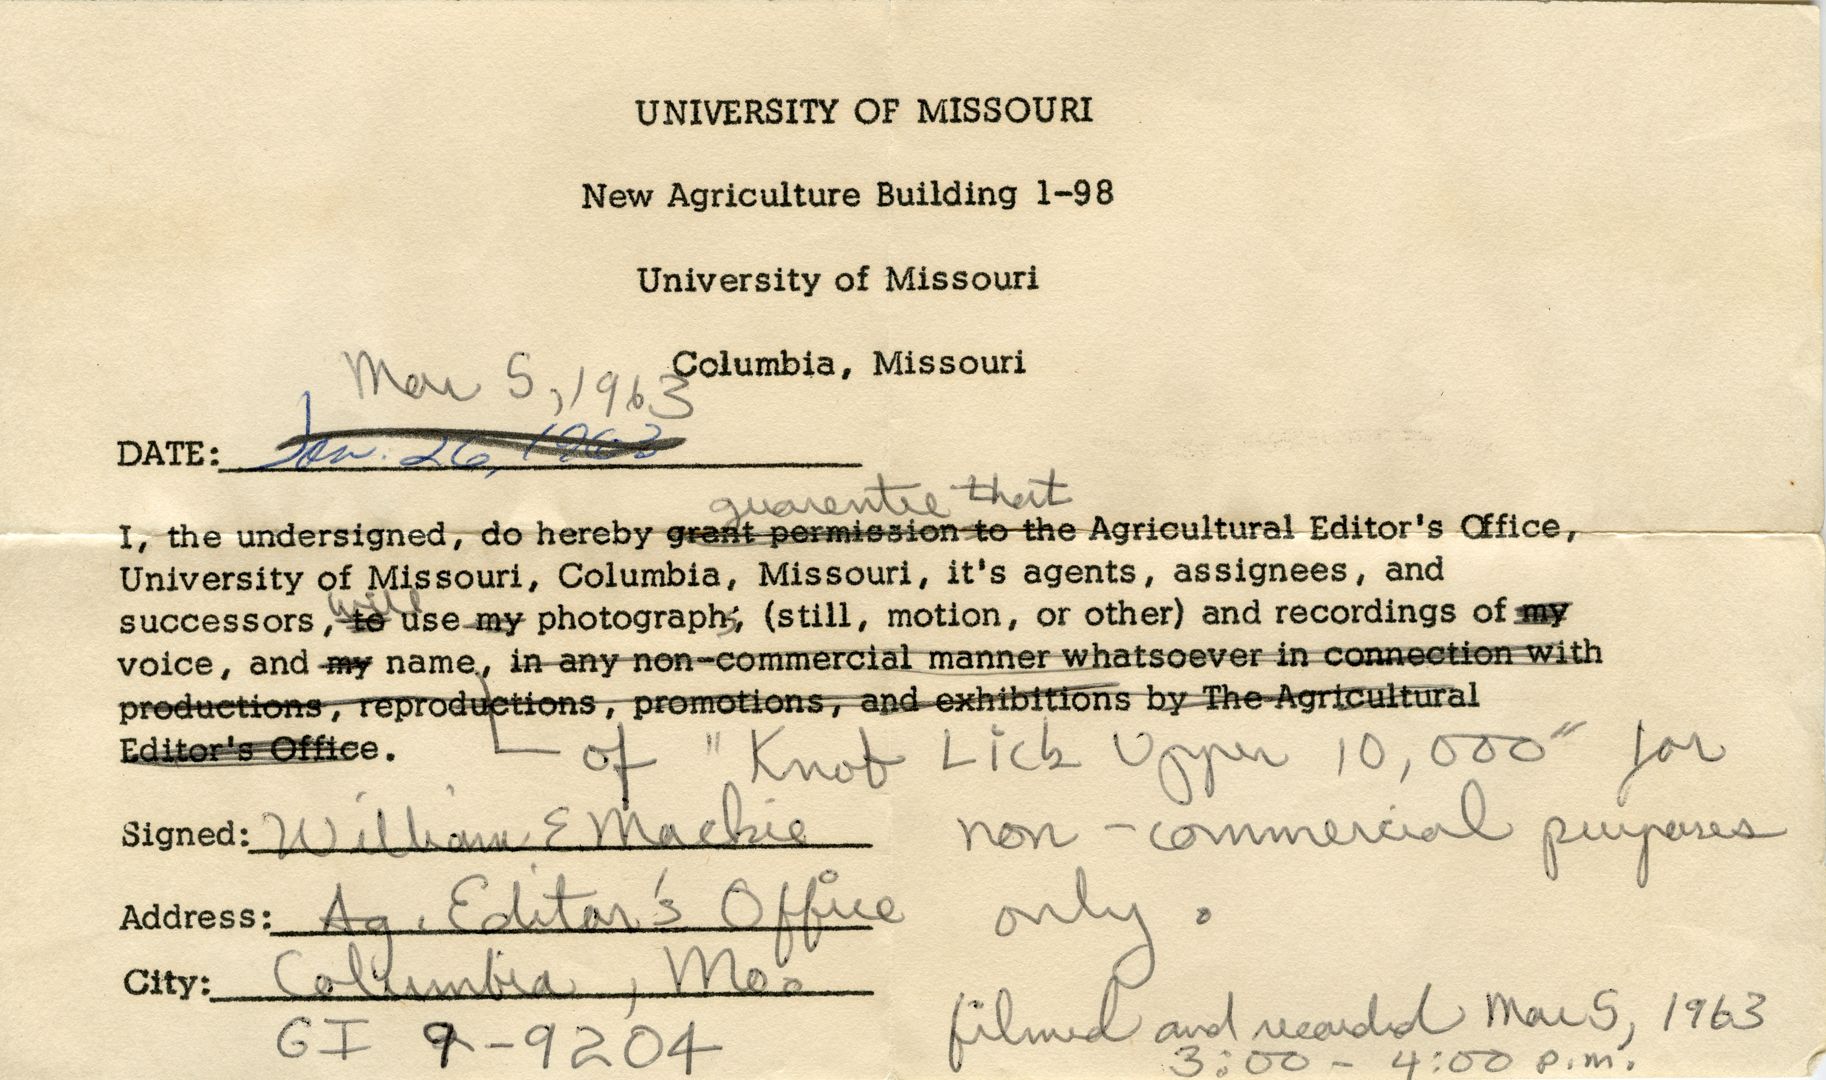 UNIVERSITY OF MISSOURI
New Agriculture Building 1-98
University of Missouri
Columbia, Missouri
Mar 5, 1963
DATE: Jan. 26, 1963
guarentee that
I, the undersigned, do hereby grant permission to the Agricultural Editor's Office,
University of Missouri, Columbia, Missouri, it's agents, assignees, and
will
successors, to use my photographs, (still, motion, or other) and recordings of my
voice, and my name, in any non-commercial manner whatsoever in connection with
productions, reproductions, promotions, and exhibitions by The Agricultural
Editor's Office.
of "Knob Lick Upper 10,000" for
non-commercial purposes
only.
Signed: William E. Mackie
Address: Ag. Editor's Office
City: Columbia, Mo.
GI 9-9204
filmed and recorded Mar 5, 1963
3:00 - 4:00 p.m.